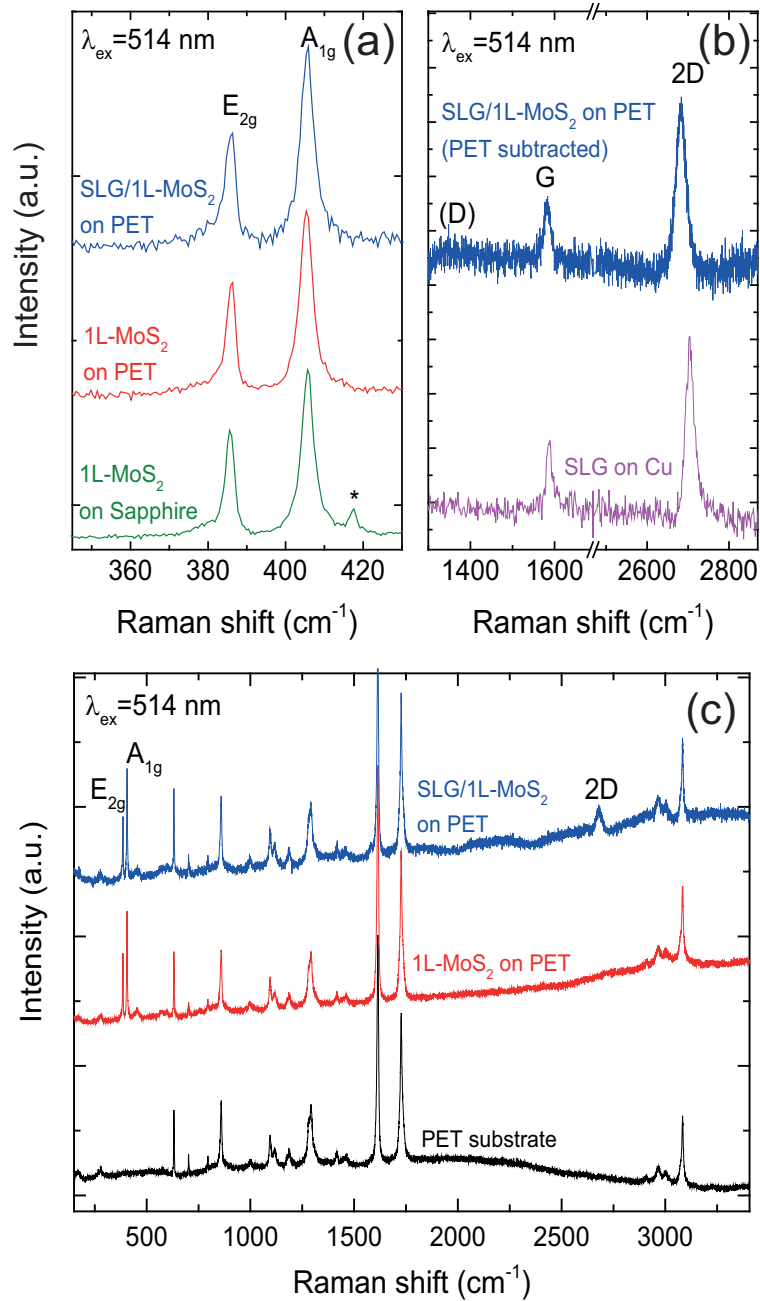 λex=514 nm
(a)
A1g
E2g
SLG/1L-MoS2
on PET
1L-MoS2
on PET
1L-MoS2
on Sapphire
*
Intensity (a.u.)
360 380 400 420
Raman shift (cm-1)
λex=514 nm
(b)
2D
SLG/1L-MoS2 on PET
(PET subtracted)
G
(D)
SLG on Cu
1400 1600 2600 2800
Raman shift (cm-1)
λex=514 nm
(c)
A1g
E2g
SLG/1L-MoS2
on PET
2D
1L-MoS2 on PET
PET substrate
Intensity (a.u.)
500 1000 1500 2000 2500 3000
Raman shift (cm-1)